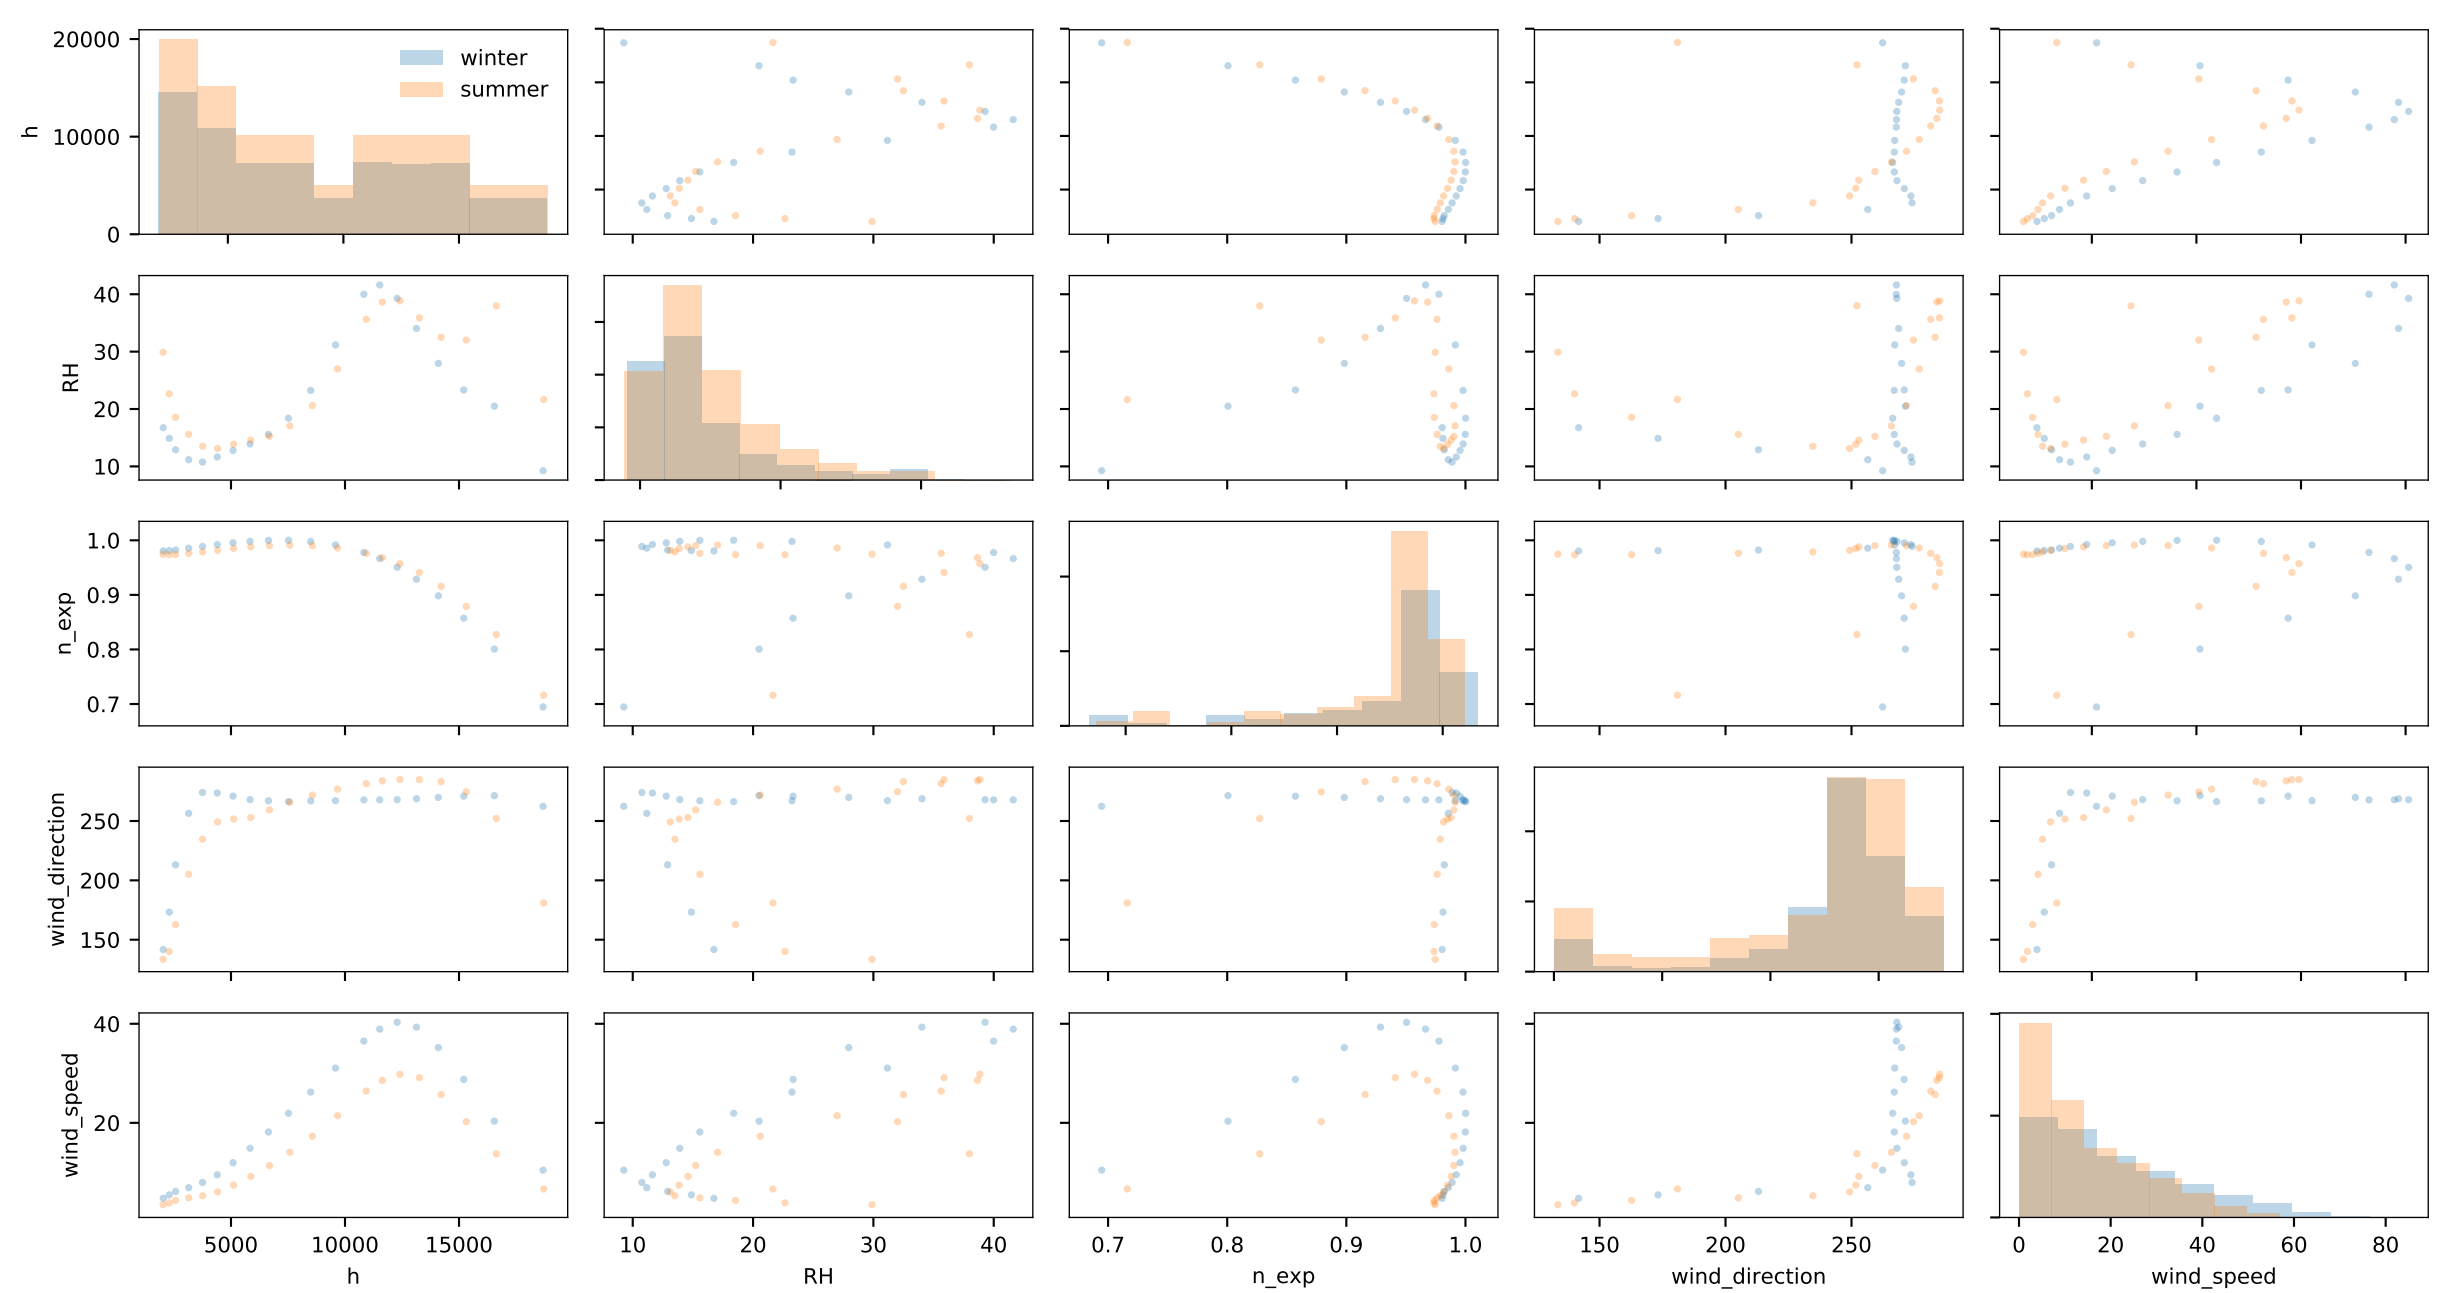 20000
10000
0
h
winter
summer
40
30
20
10
RH
1.0
0.9
0.8
0.7
n_exp
250
200
150
wind_direction
40
20
wind_speed
5000 10000 15000
10 20 30 40
0.7 0.8 0.9 1.0
150 200 250
0 20 40 60 80
h RH n_exp wind_direction wind_speed